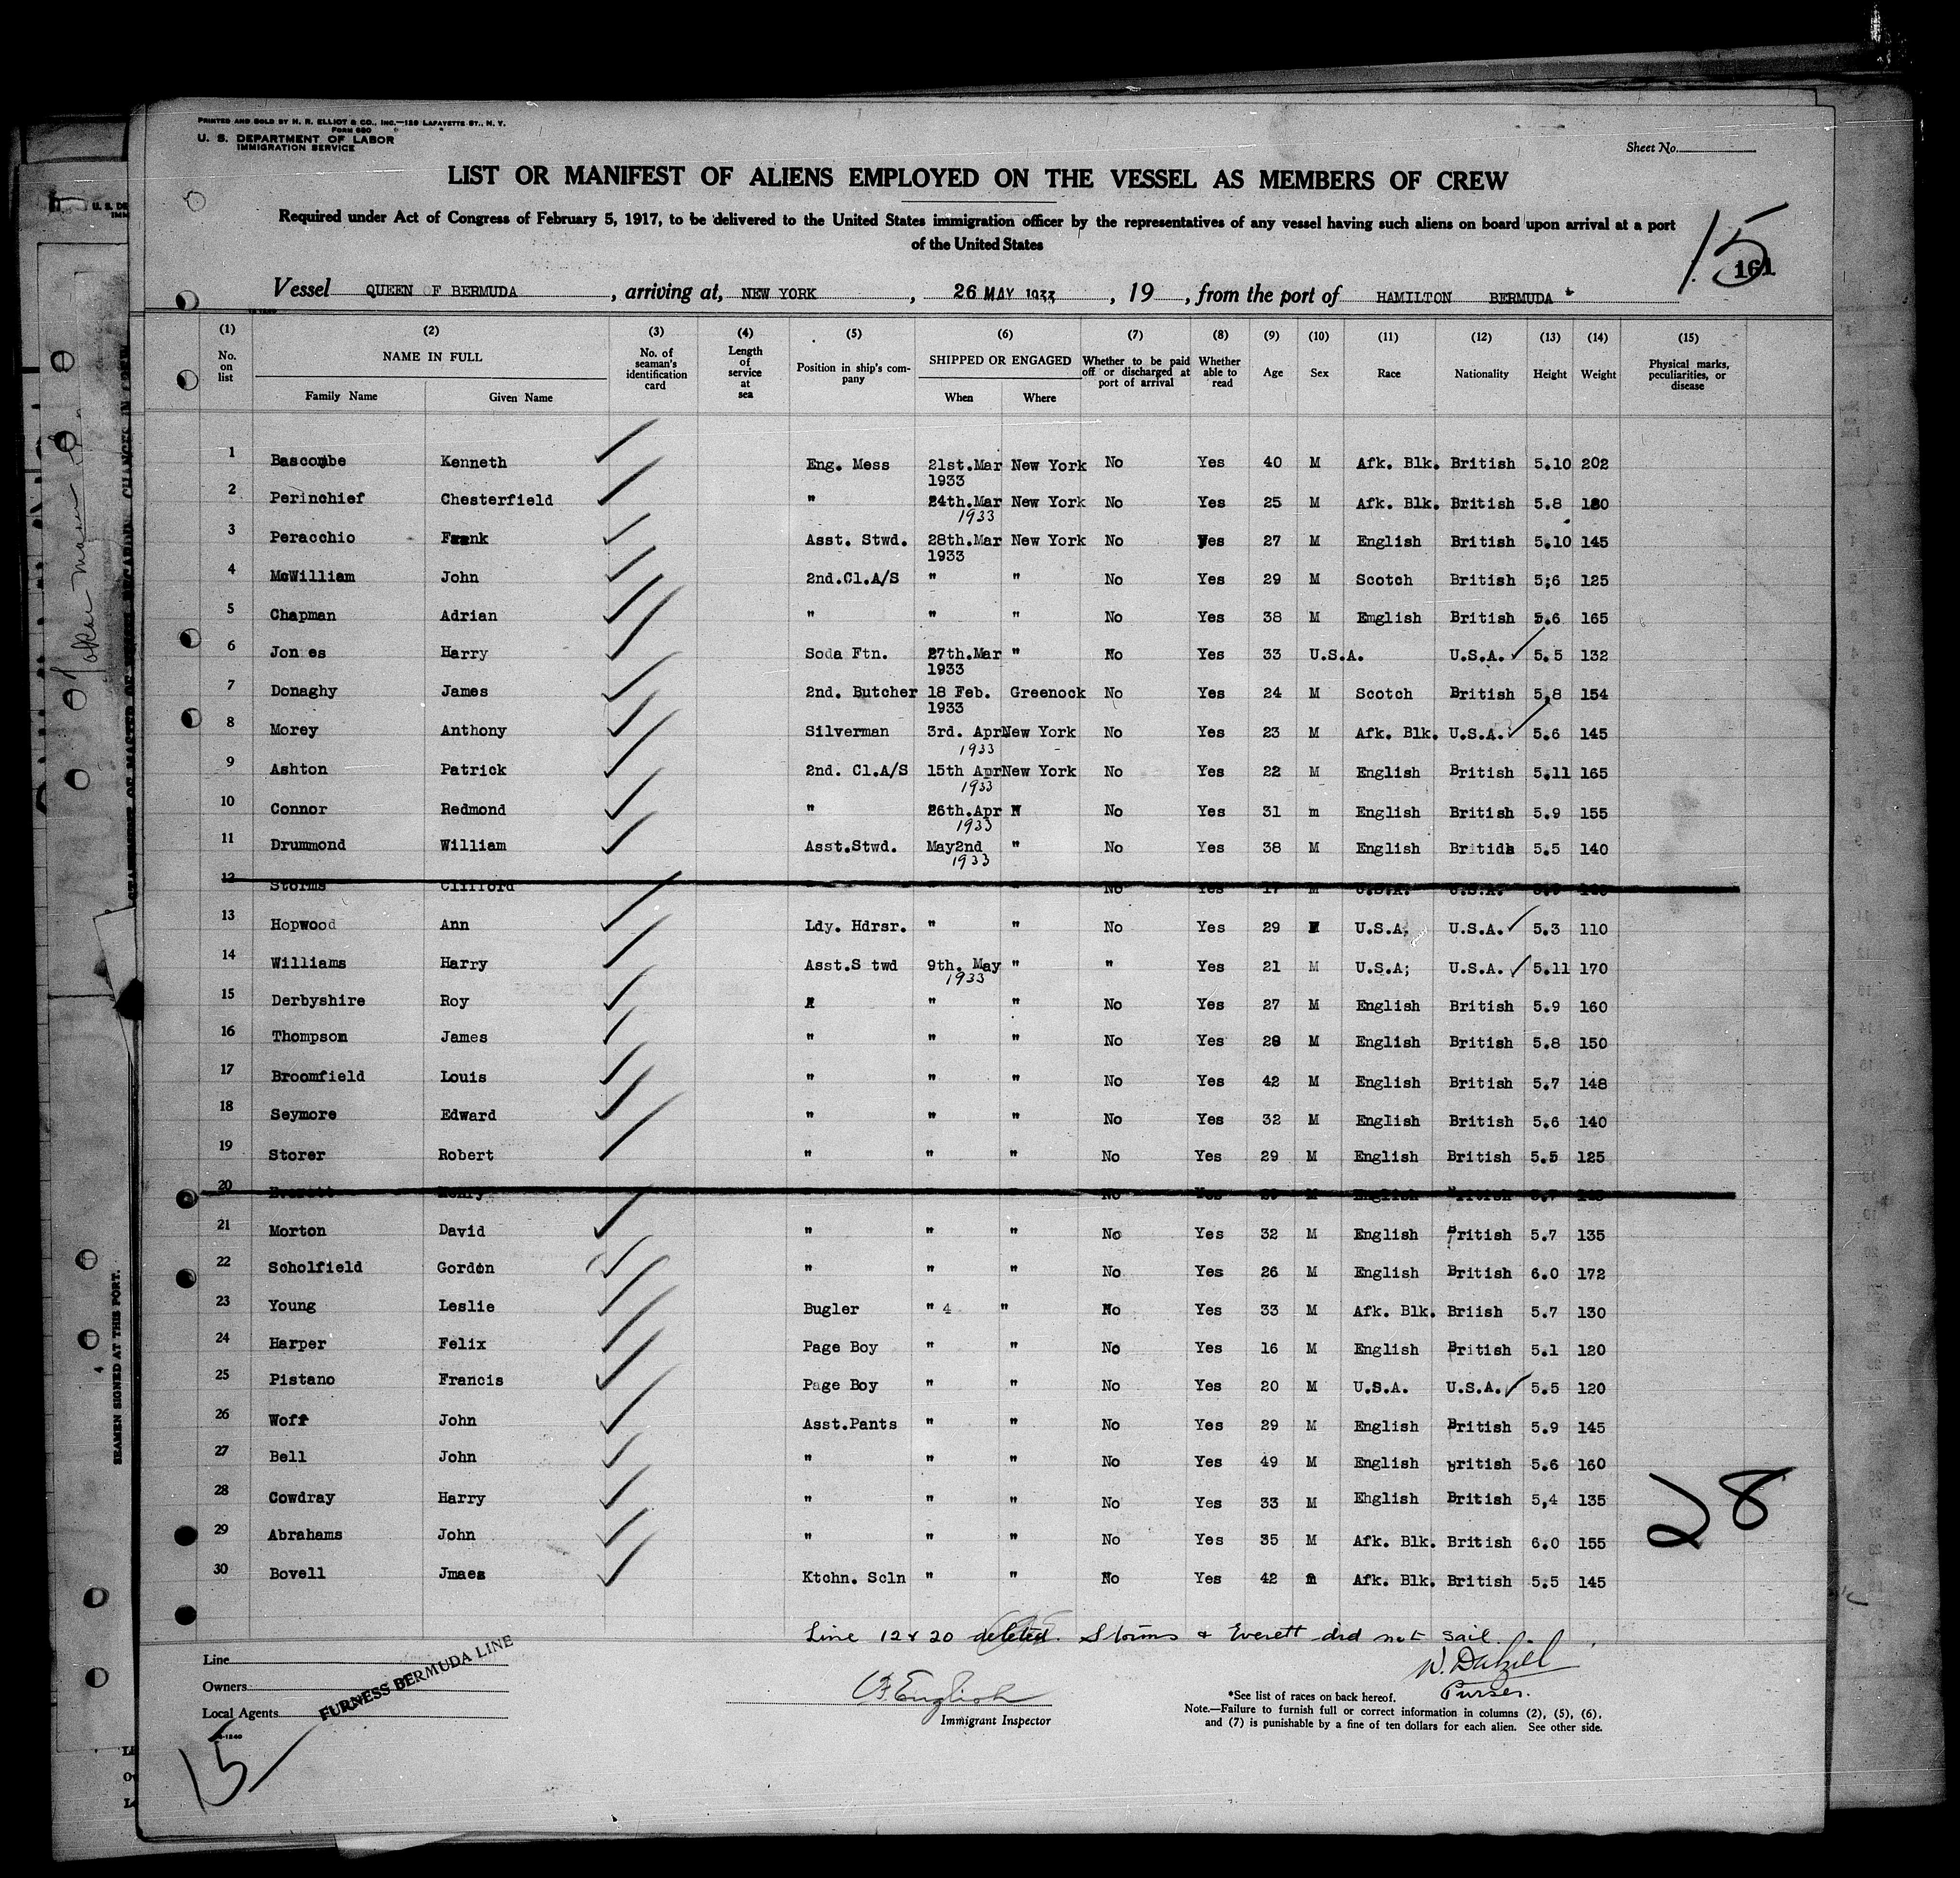 PRINTED AND SOLD BY H. R. ELLIOT & CO., INC.—129 LAFAYETTE ST., N. Y.
FORM 680
U. S. DEPARTMENT OF LABOR
IMMIGRATION SERVICE
Sheet No.
LIST OR MANIFEST OF ALIENS EMPLOYED ON THE VESSEL AS MEMBERS OF CREW
Required under Act of Congress of February 5, 1917, to be delivered to the United States immigration officer by the representatives of any vessel having such aliens on board upon arrival at a port
of the United States
15
161
Vessel QUEEN OF BERMUDA, arriving at, NEW YORK, 26 MAY 1933, 19, from the port of HAMILTON BERMUDA
(1) (2) (3) (4) (5) (6) (7) (8) (9) (10) (11) (12) (13) (14) (15)
No. on list NAME IN FULL Family Name Given Name No. of seaman's identification card Length of service at sea Position in ship's company SHIPPED OR ENGAGED When Where Whether to be paid off or discharged at port of arrival Whether able to read Age Sex Race Nationality Height Weight Physical marks, peculiarities, or disease
1 Bascombe Kenneth Eng. Mess 21st.Mar 1933 New York No Yes 40 M Afk. Blk. British 5.10 202
2 Perinchief Chesterfield " 24th.Mar 1933 New York No Yes 25 M Afk. Blk. British 5.8 180
3 Peracchio Frank Asst. Stwd. 28th.Mar 1933 New York No Yes 27 M English British 5.10 145
4 McWilliam John 2nd.Cl.A/S " " No Yes 29 M Scotch British 5;6 125
5 Chapman Adrian " " " No Yes 38 M English British 5.6 165
6 Jones Harry Soda Ftn. 27th.Mar 1933 " No Yes 33 U.S.A. U.S.A. 5.5 132
7 Donaghy James 2nd. Butcher 18 Feb. 1933 Greenock No Yes 24 M Scotch British 5,8 154
8 Morey Anthony Silverman 3rd. Apr 1933 New York No Yes 23 M Afk. Blk. U.S.A. 5.6 145
9 Ashton Patrick 2nd. Cl.A/S 15th Apr 1933 New York No Yes 22 M English British 5.11 165
10 Connor Redmond " 26th.Apr 1933 " No Yes 31 m English British 5.9 155
11 Drummond William Asst.Stwd. May2nd 1933 " No Yes 38 M English Britidh 5.5 140
12 Storms Clifford No Yes 17 M U.S.A. U.S.A.
13 Hopwood Ann Ldy. Hdrsr. " " No Yes 29 F U.S.A; U.S.A. 5.3 110
14 Williams Harry Asst.S twd 9th. May 1933 " " Yes 21 M U.S.A; U.S.A. 5.11 170
15 Derbyshire Roy " " " No Yes 27 M English British 5.9 160
16 Thompson James " " " No Yes 28 M English British 5.8 150
17 Broomfield Louis " " " No Yes 42 M English British 5.7 148
18 Seymore Edward " " " No Yes 32 M English British 5.6 140
19 Storer Robert " " " No Yes 29 M English British 5.5 125
20 Everett Henry No Yes M English British
21 Morton David " " " No Yes 32 M English British 5.7 135
22 Scholfield Gordon " " " No Yes 26 M English British 6.0 172
23 Young Leslie Bugler " 4 " No Yes 33 M Afk. Blk. Briish 5.7 130
24 Harper Felix Page Boy " " No Yes 16 M English British 5.1 120
25 Pistano Francis Page Boy " " No Yes 20 M U.S.A. U.S.A. 5.5 120
26 Woff John Asst.Pants " " No Yes 29 M English British 5.9 145
27 Bell John " " " No Yes 49 M English british 5.6 160
28 Cowdray Harry " " " No Yes 33 M Ehglish British 5,4 135
29 Abrahams John " " " No Yes 35 M Afk. Blk. British 6.0 155
30 Bovell Jmaes Ktchn. Scln " " No Yes 42 m Afk. Blk. British 5.5 145
28
Line 12 & 20 deleted. Storms & Everett did not sail.
Purser.
Line
Owners
Local Agents
FURNESS BERMUDA LINE
English
Immigrant Inspector
*See list of races on back hereof.
Note.—Failure to furnish full or correct information in columns (2), (5), (6),
and (7) is punishable by a fine of ten dollars for each alien. See other side.
15
SEAMEN SIGNED AT THIS PORT.